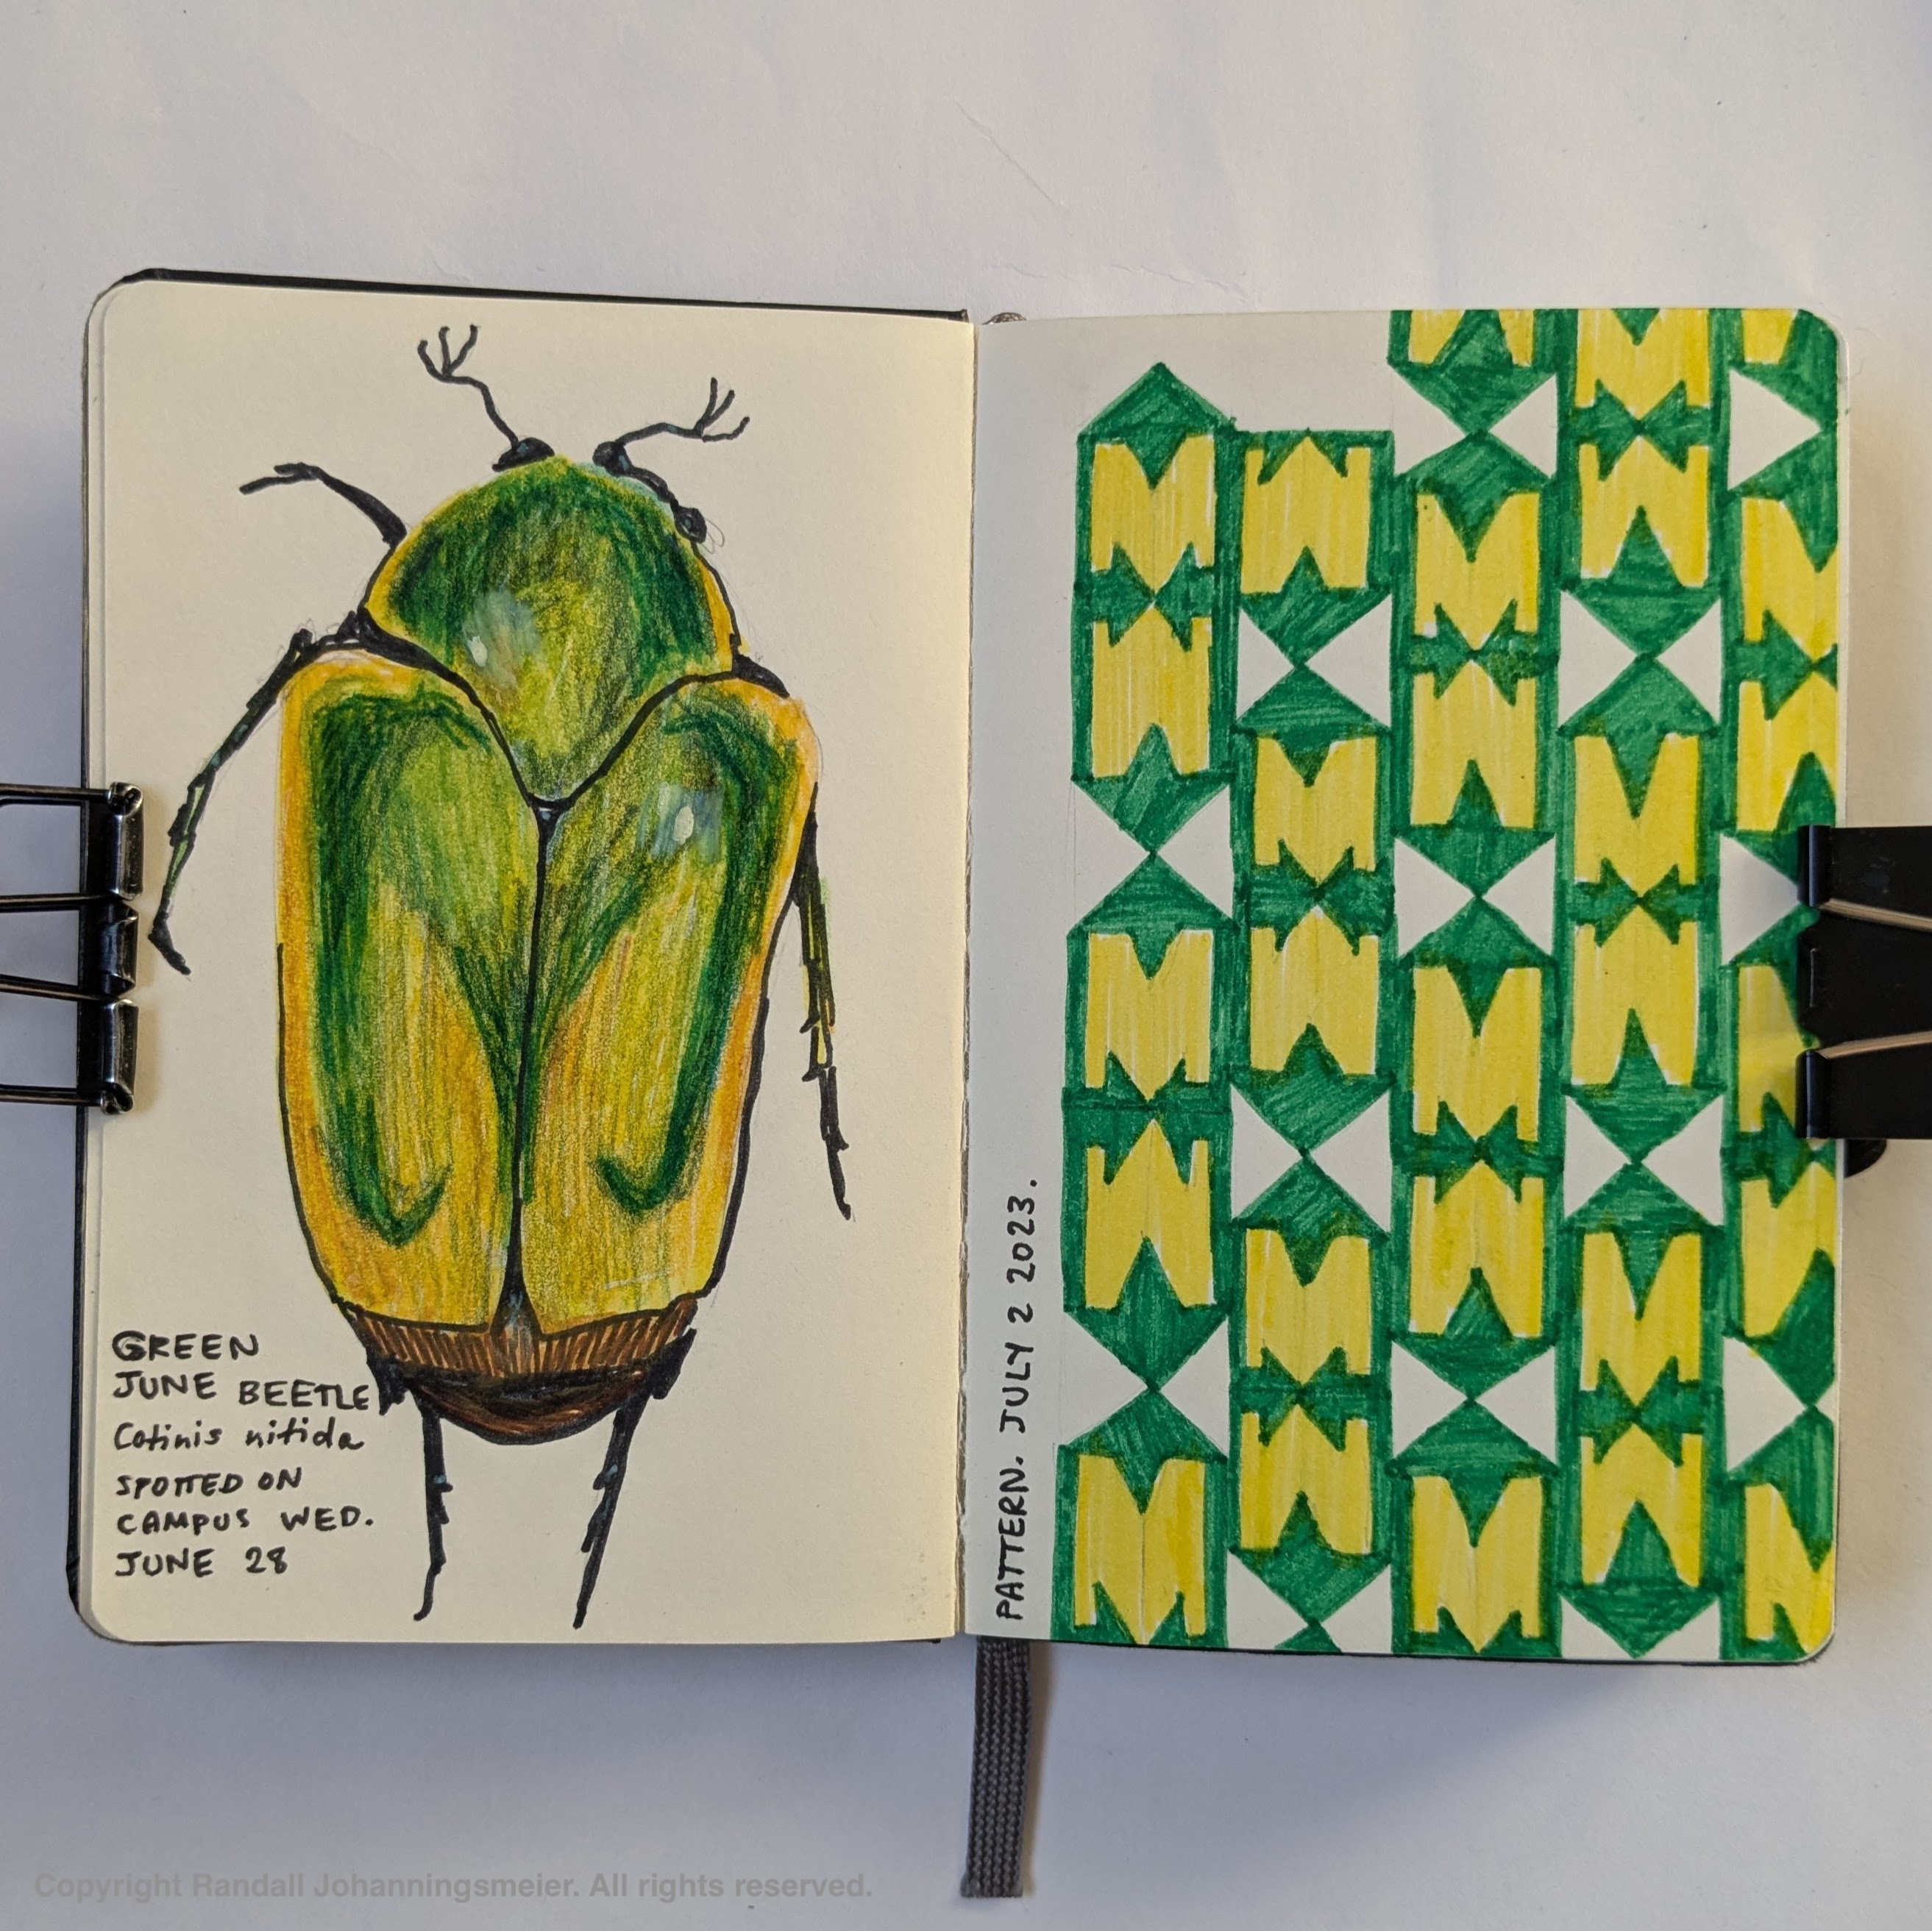 GREEN
JUNE BEETLE
Cotinis nitida
SPOTTED ON
CAMPUS WED.
JUNE 28
PATTERN. JULY 2 2023.
Copyright Randall Johanningsmeier. All rights reserved.